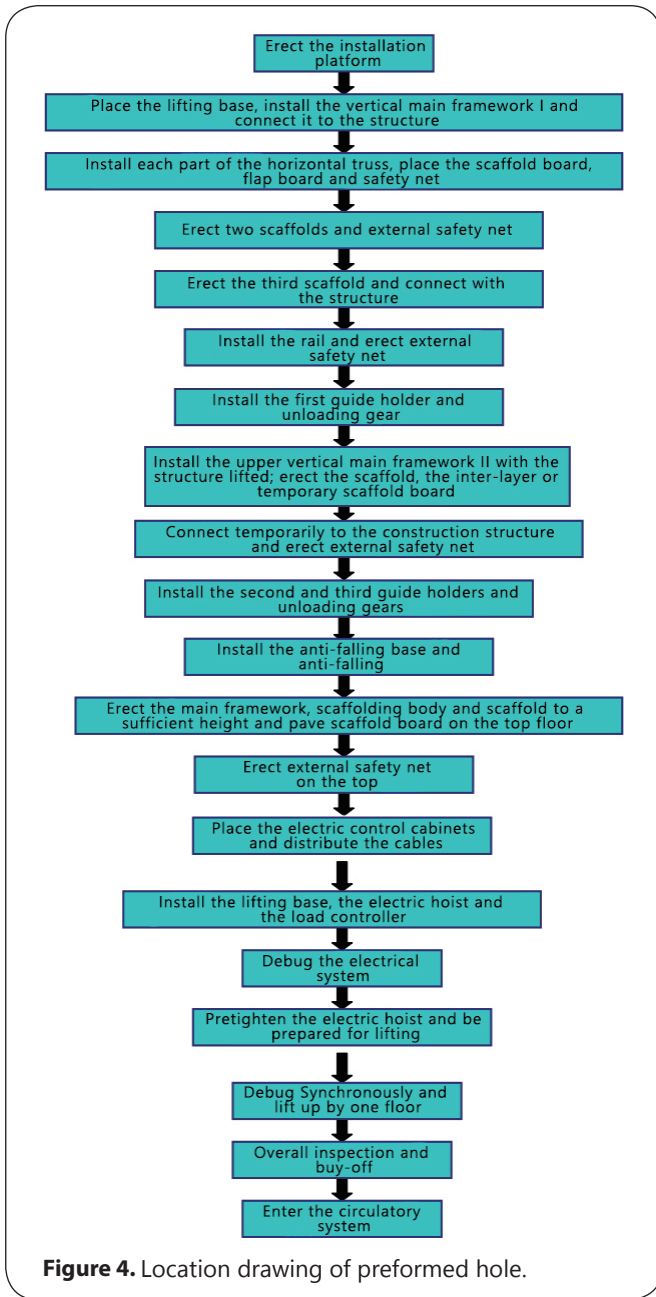 Erect the installation
platform
Place the lifting base, install the vertical main framework I and
connect it to the structure
Install each part of the horizontal truss, place the scaffold board,
flap board and safety net
Erect two scaffolds and external safety net
Erect the third scaffold and connect with
the structure
Install the rail and erect external
safety net
Install the first guide holder and
unloading gear
Install the upper vertical main framework II with the
structure lifted; erect the scaffold, the inter-layer or
temporary scaffold board
Connect temporarily to the construction structure
and erect external safety net
Install the second and third guide holders and
unloading gears
Install the anti-falling base and
anti-falling
Erect the main framework, scaffolding body and scaffold to a
sufficient height and pave scaffold board on the top floor
Erect external safety net
on the top
Place the electric control cabinets
and distribute the cables
Install the lifting base, the electric hoist and
the load controller
Debug the electrical
system
Pretighten the electric hoist and be
prepared for lifting
Debug Synchronously and
lift up by one floor
Overall inspection and
buy-off
Enter the circulatory
system
Figure 4. Location drawing of preformed hole.